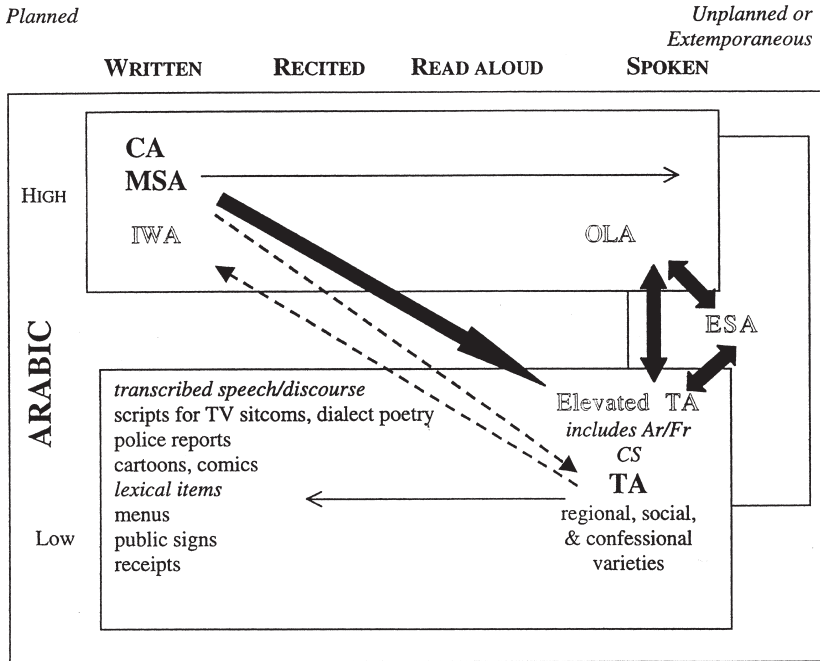 Planned
Unplanned or
Extemporaneous
WRITTEN RECITED READ ALOUD SPOKEN
CA
MSA
HIGH
IWA OLA
ESA
ARABIC
transcribed speech/discourse
scripts for TV sitcoms, dialect poetry
police reports
cartoons, comics
lexical items
menus
public signs
receipts
Elevated TA
includes Ar/Fr
CS
TA
regional, social,
& confessional
varieties
LOW